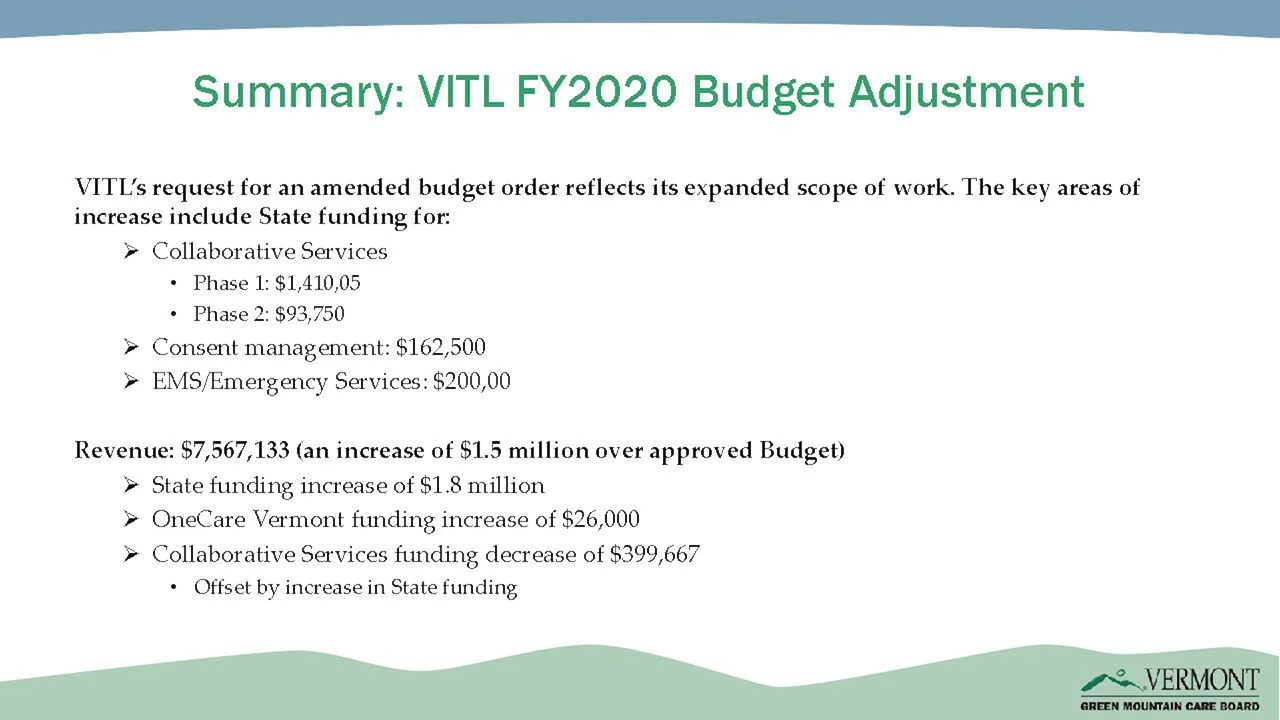 Summary: VITL FY2020 Budget Adjustment
VITL’s request for an amended budget order reflects its expanded scope of work. The key areas of
increase include State funding for:
➢ Collaborative Services
• Phase 1: $1,410,05
• Phase 2: $93,750
➢ Consent management: $162,500
➢ EMS/Emergency Services: $200,00
Revenue: $7,567,133 (an increase of $1.5 million over approved Budget)
➢ State funding increase of $1.8 million
➢ OneCare Vermont funding increase of $26,000
➢ Collaborative Services funding decrease of $399,667
• Offset by increase in State funding
VERMONT
GREEN MOUNTAIN CARE BOARD